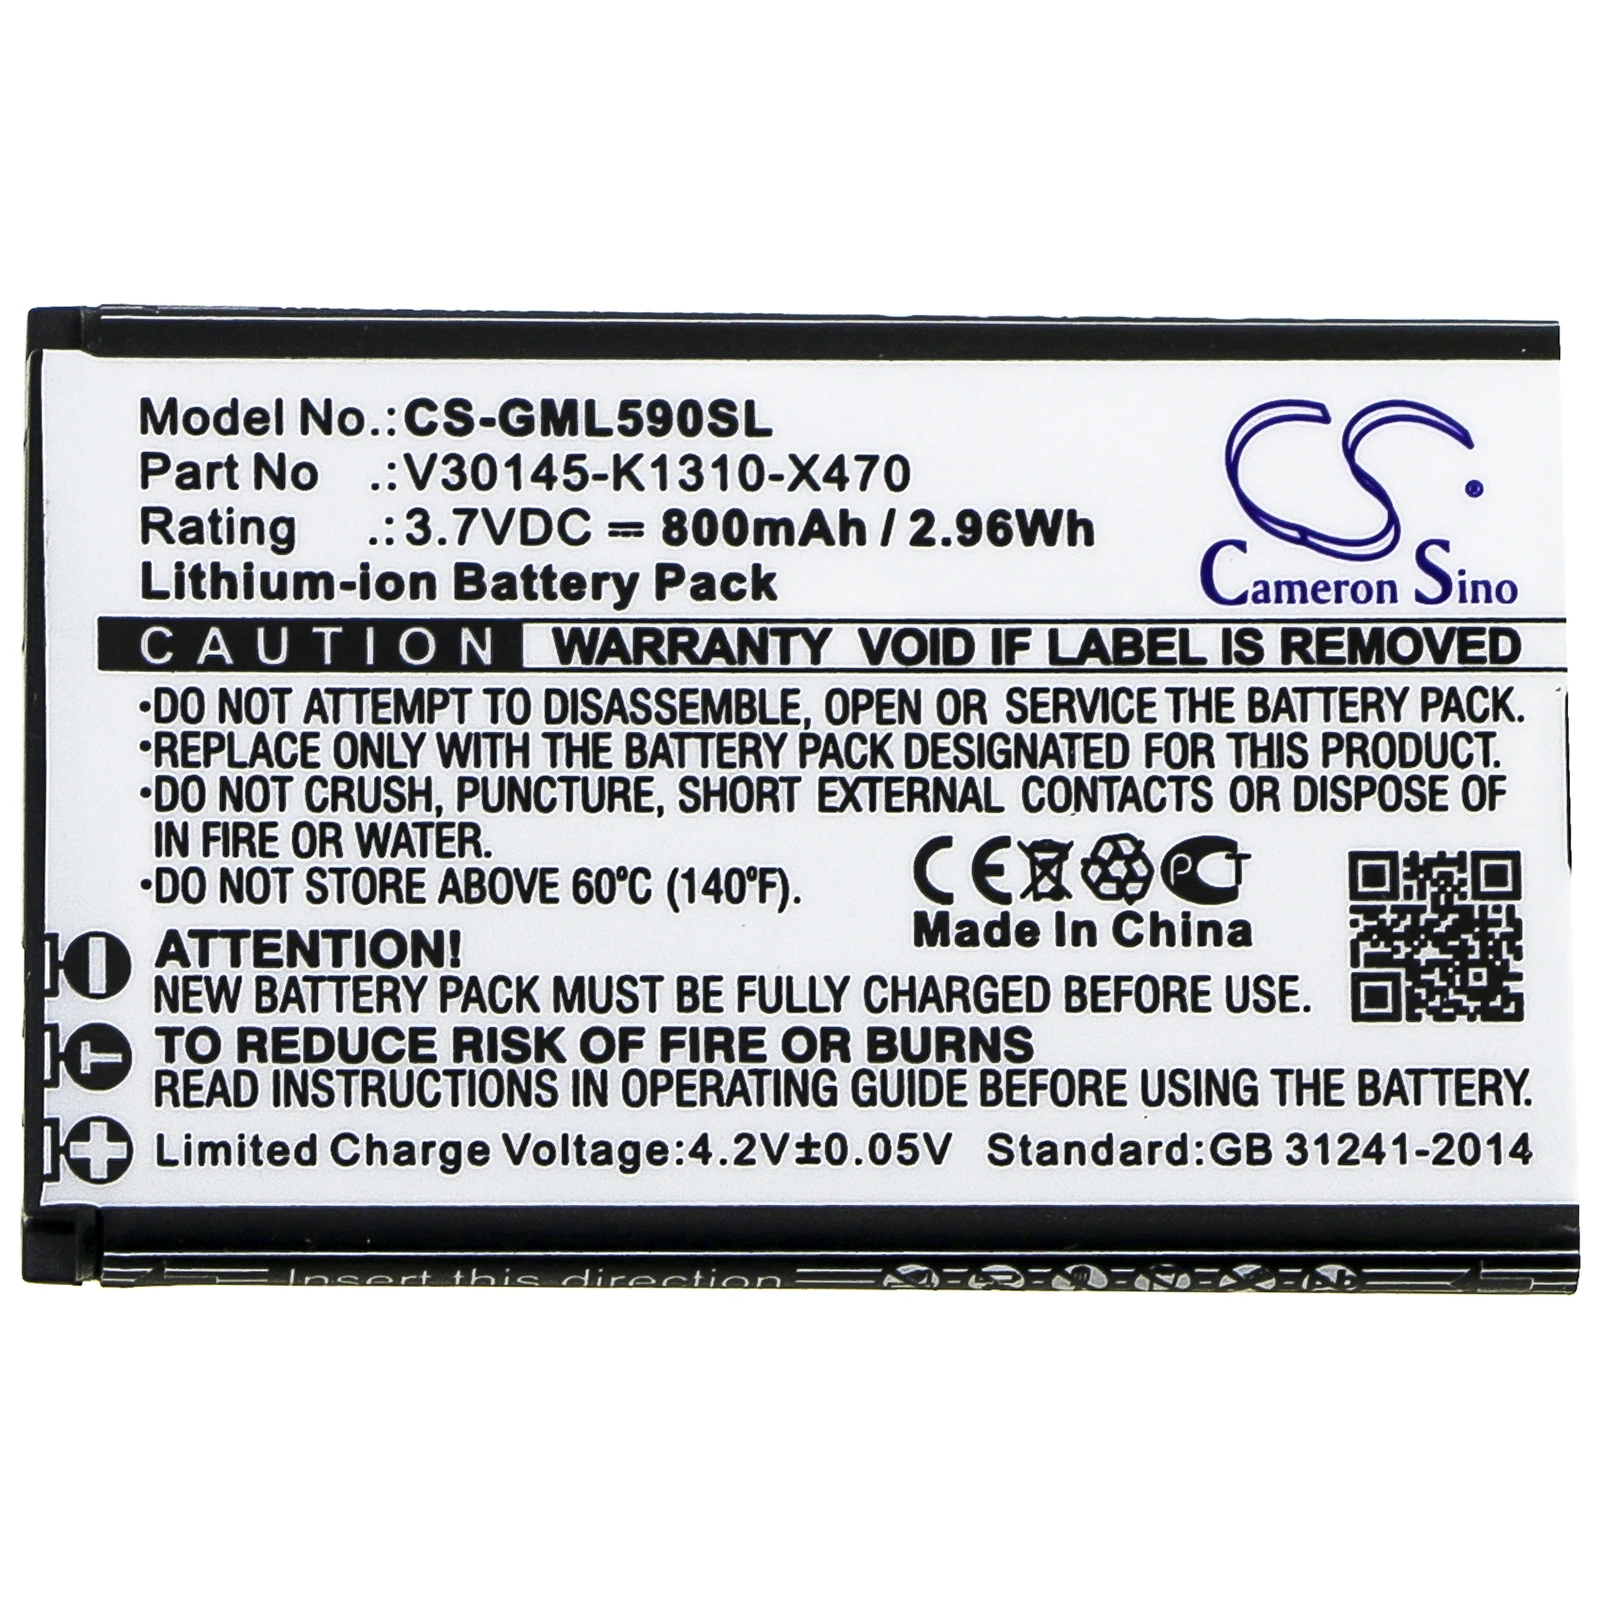 Model No.:CS-GML590SL
Part No .:V30145-K1310-X470
Rating .:3.7VDC ⎓ 800mAh / 2.96Wh
Lithium-ion Battery Pack
CS.
Cameron Sino
CAUTION WARRANTY VOID IF LABEL IS REMOVED
•DO NOT ATTEMPT TO DISASSEMBLE, OPEN OR SERVICE THE BATTERY PACK.
•REPLACE ONLY WITH THE BATTERY PACK DESIGNATED FOR THIS PRODUCT.
•DO NOT CRUSH, PUNCTURE, SHORT EXTERNAL CONTACTS OR DISPOSE OF
IN FIRE OR WATER.
•DO NOT STORE ABOVE 60°C (140°F).
CE PCT
Made In China
ATTENTION!
NEW BATTERY PACK MUST BE FULLY CHARGED BEFORE USE.
TO REDUCE RISK OF FIRE OR BURNS
READ INSTRUCTIONS IN OPERATING GUIDE BEFORE USING THE BATTERY.
Limited Charge Voltage:4.2V±0.05V Standard:GB 31241-2014
Insert this direction